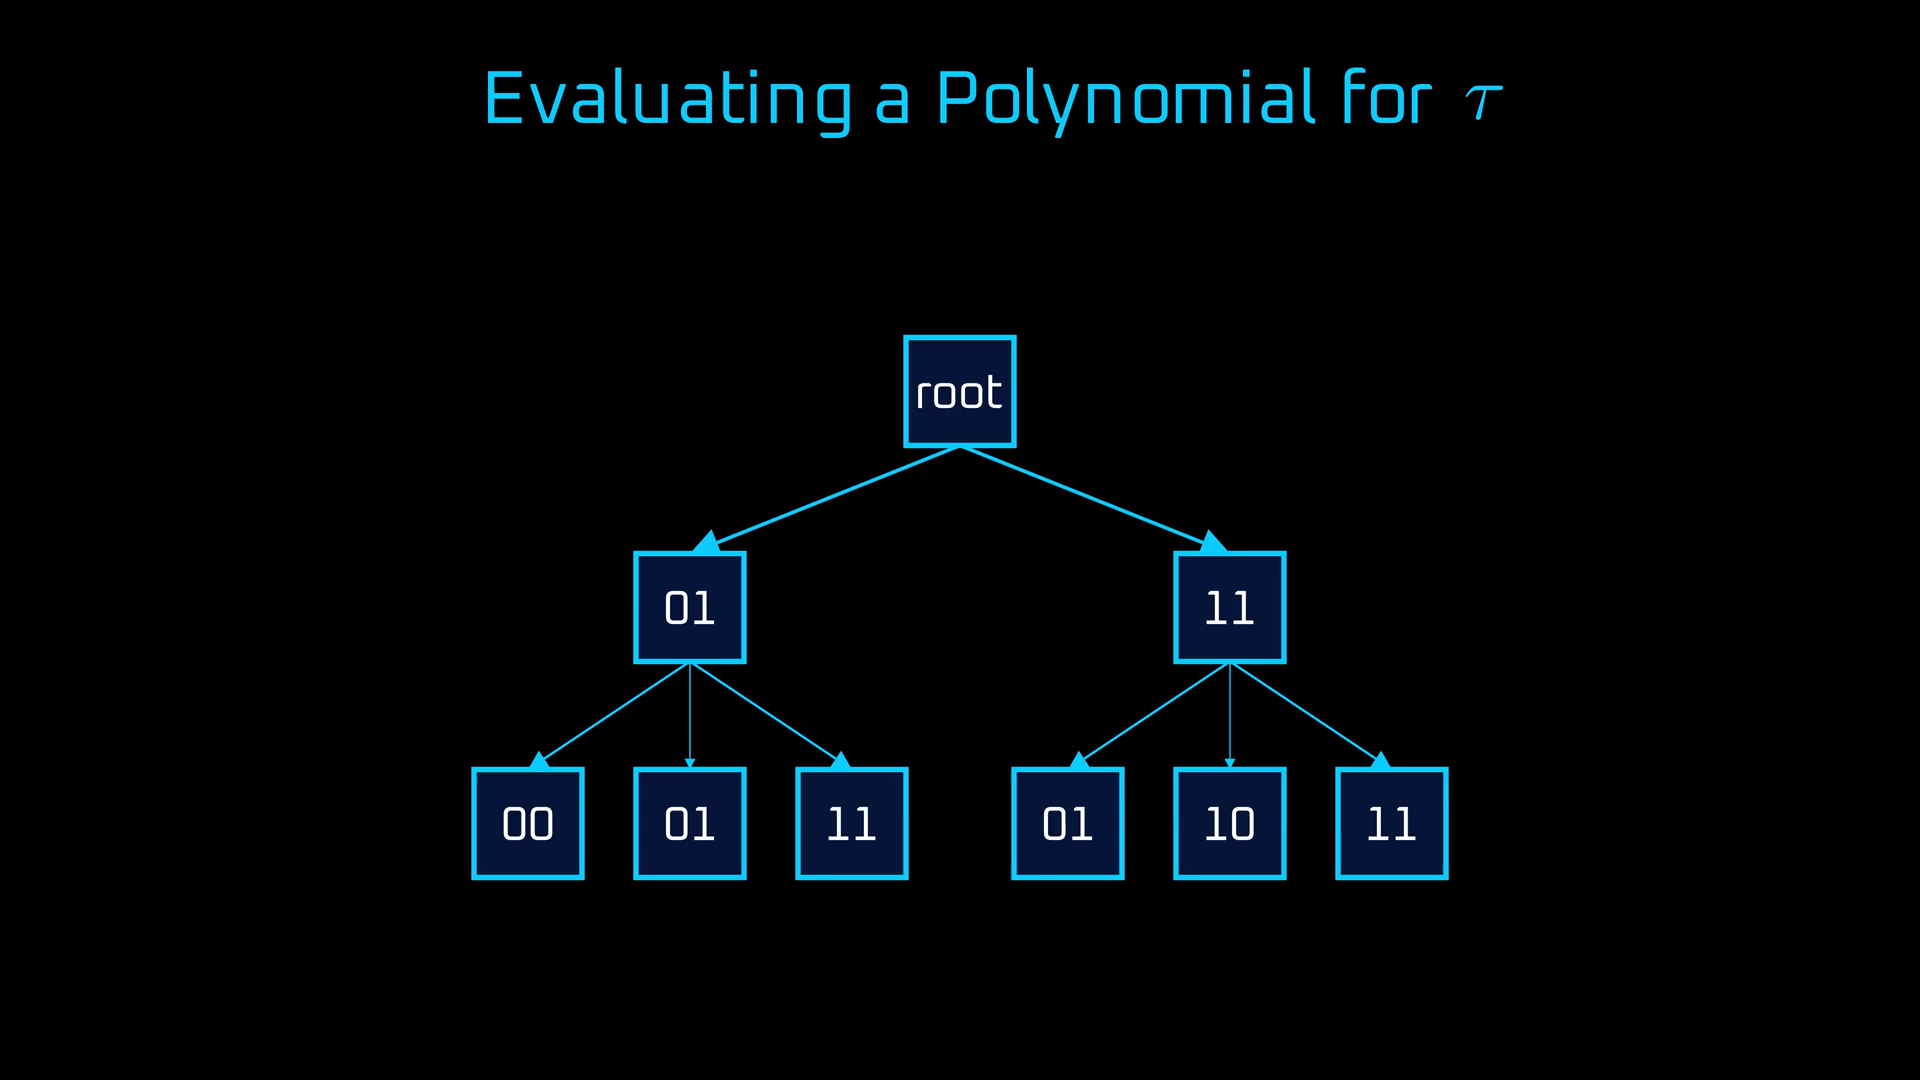 Evaluating a Polynomial for τ
root
01 11
00 01 11 01 10 11